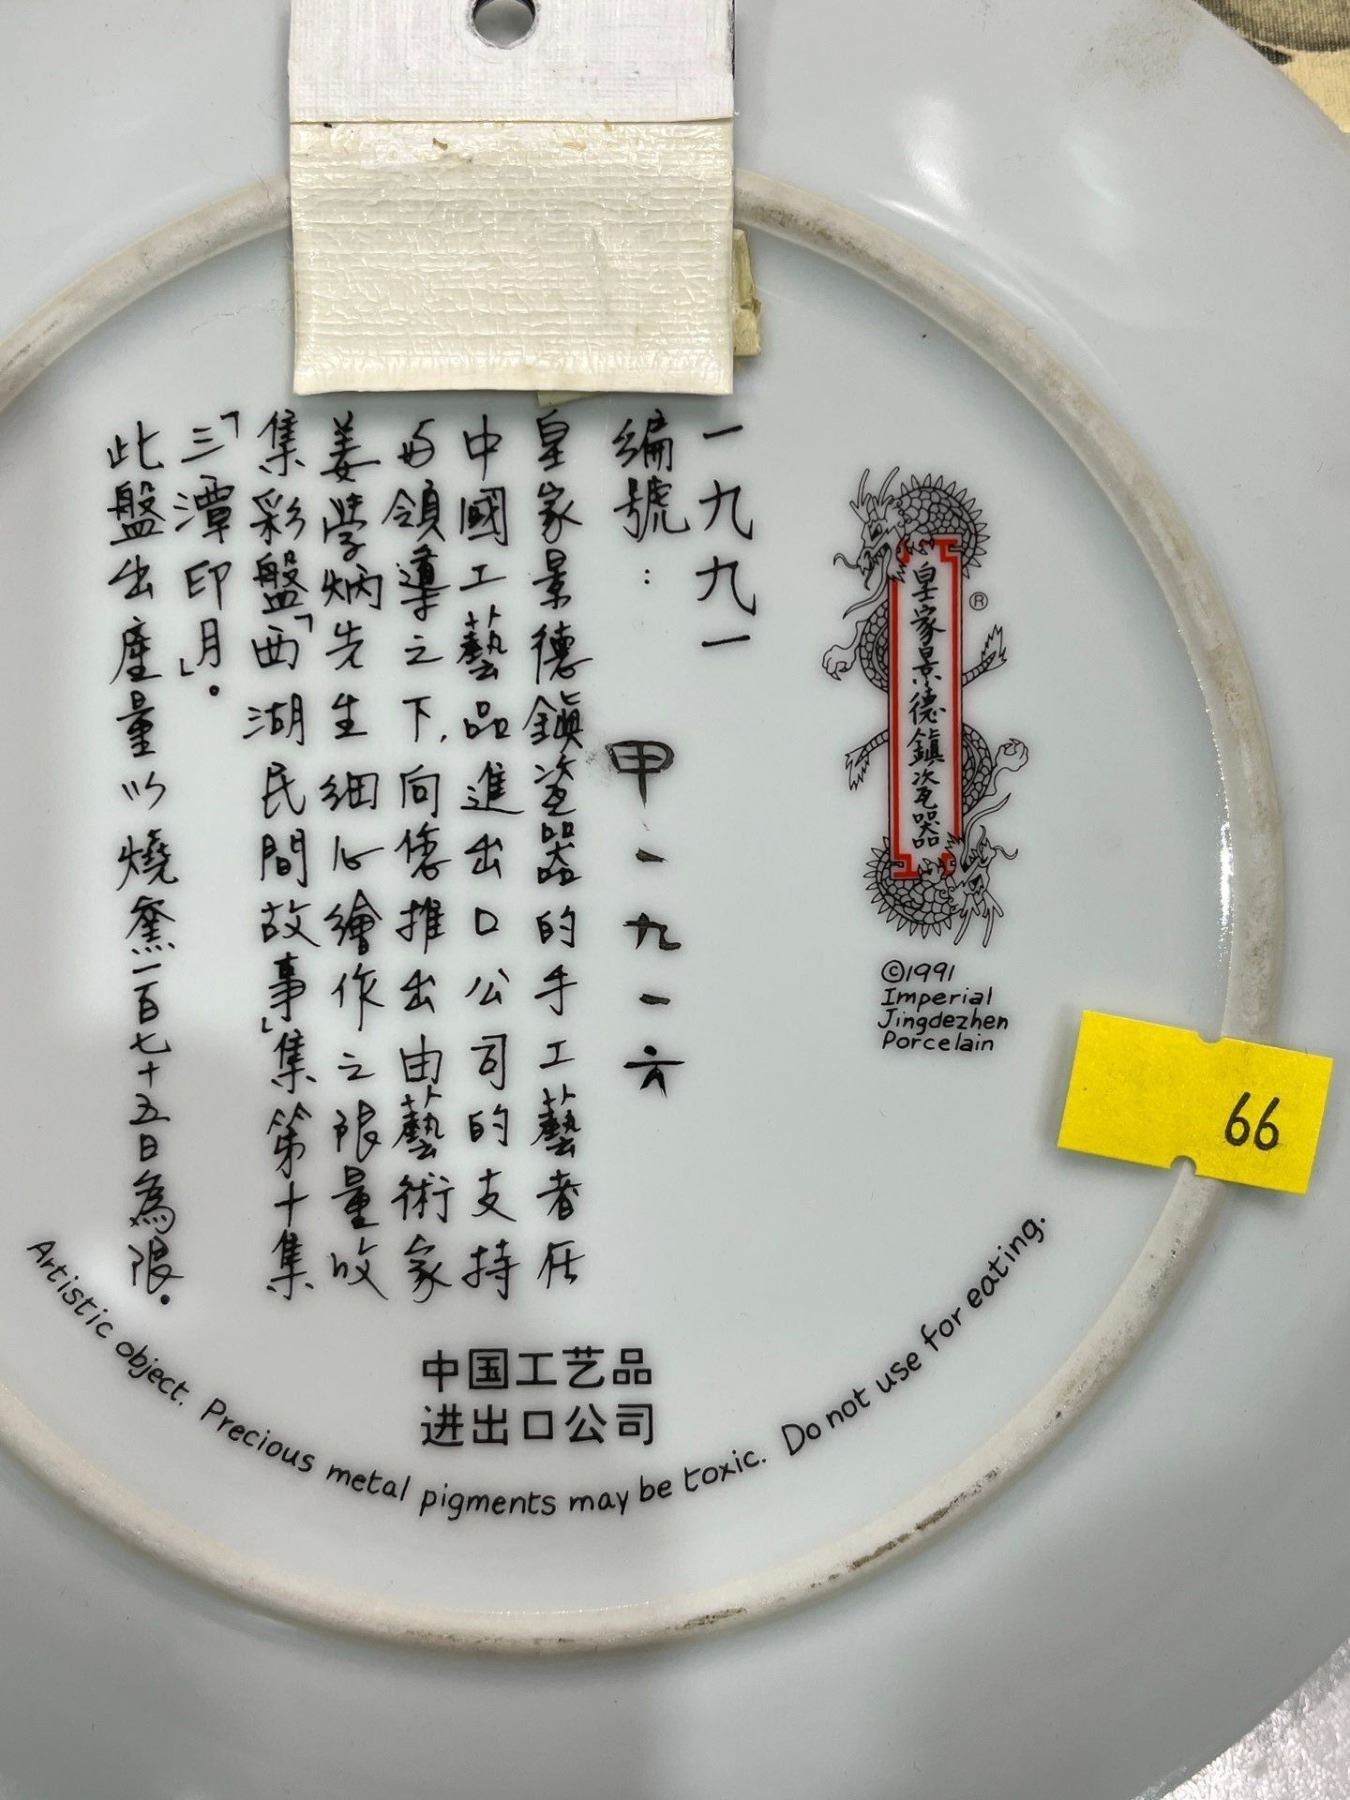 一九九一
編號： 甲-九-六
皇家景德鎮瓷器的手工藝者在
中國工藝品進出口公司的支持
与領導之下,向您推出由藝術家
姜学炳先生细心繪作之限量收
集彩盤「西湖民間故事」集第十集
「三潭印月」。
此盤出產量以燒窯一百七十五日為限。
皇家景德鎮瓷器
®
©1991
Imperial
Jingdezhen
Porcelain
66
中国工艺品
进出口公司
Artistic object. Precious metal pigments may be toxic. Do not use for eating.